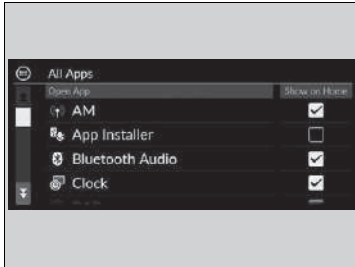 All Apps
Open App Show on Home
AM
App Installer
Bluetooth Audio
Clock